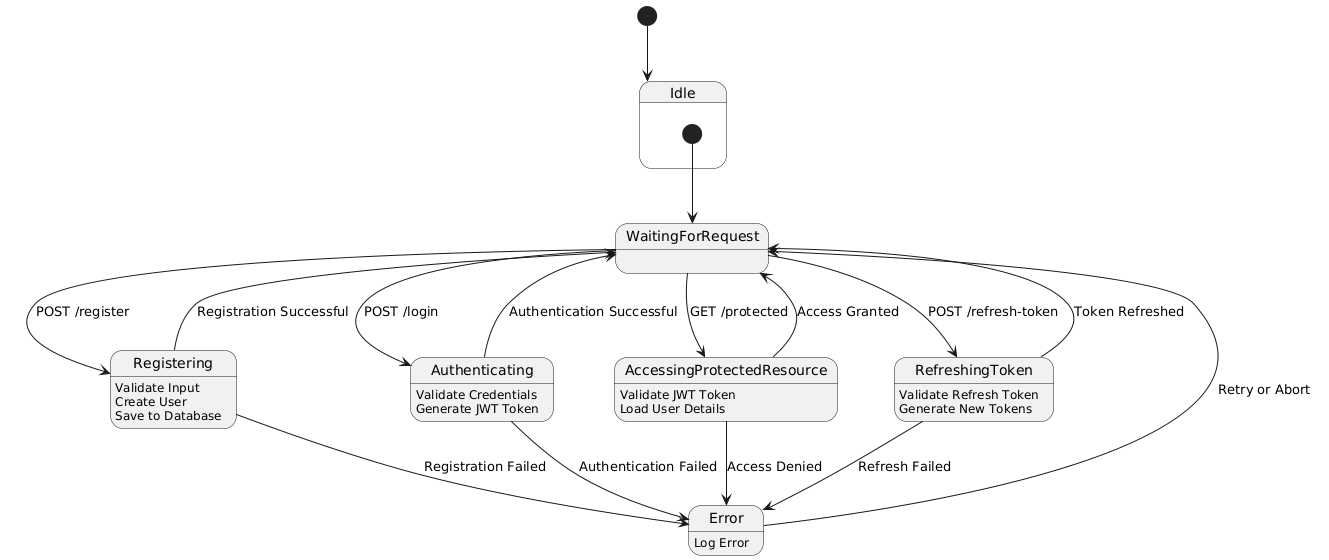 Idle
WaitingForRequest
POST /register
Registration Successful
POST /login
Authentication Successful
GET /protected
Access Granted
POST /refresh-token
Token Refreshed
Retry or Abort
Registering
Validate Input
Create User
Save to Database
Authenticating
Validate Credentials
Generate JWT Token
AccessingProtectedResource
Validate JWT Token
Load User Details
RefreshingToken
Validate Refresh Token
Generate New Tokens
Registration Failed
Authentication Failed
Access Denied
Refresh Failed
Error
Log Error